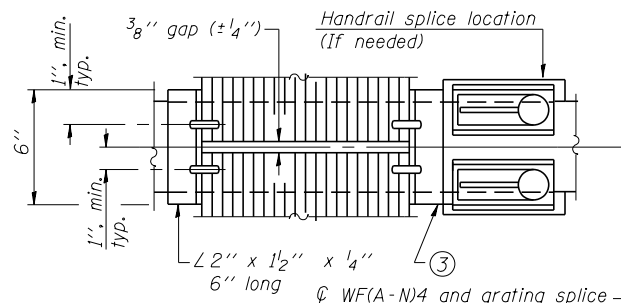 3/8" gap (±1/4")
Handrail splice location
(If needed)
1", min.
typ.
6"
1", min.
typ.
∠ 2" x 1 1/2" x 1/4"
6" long
3
℄ WF(A-N)4 and grating splice